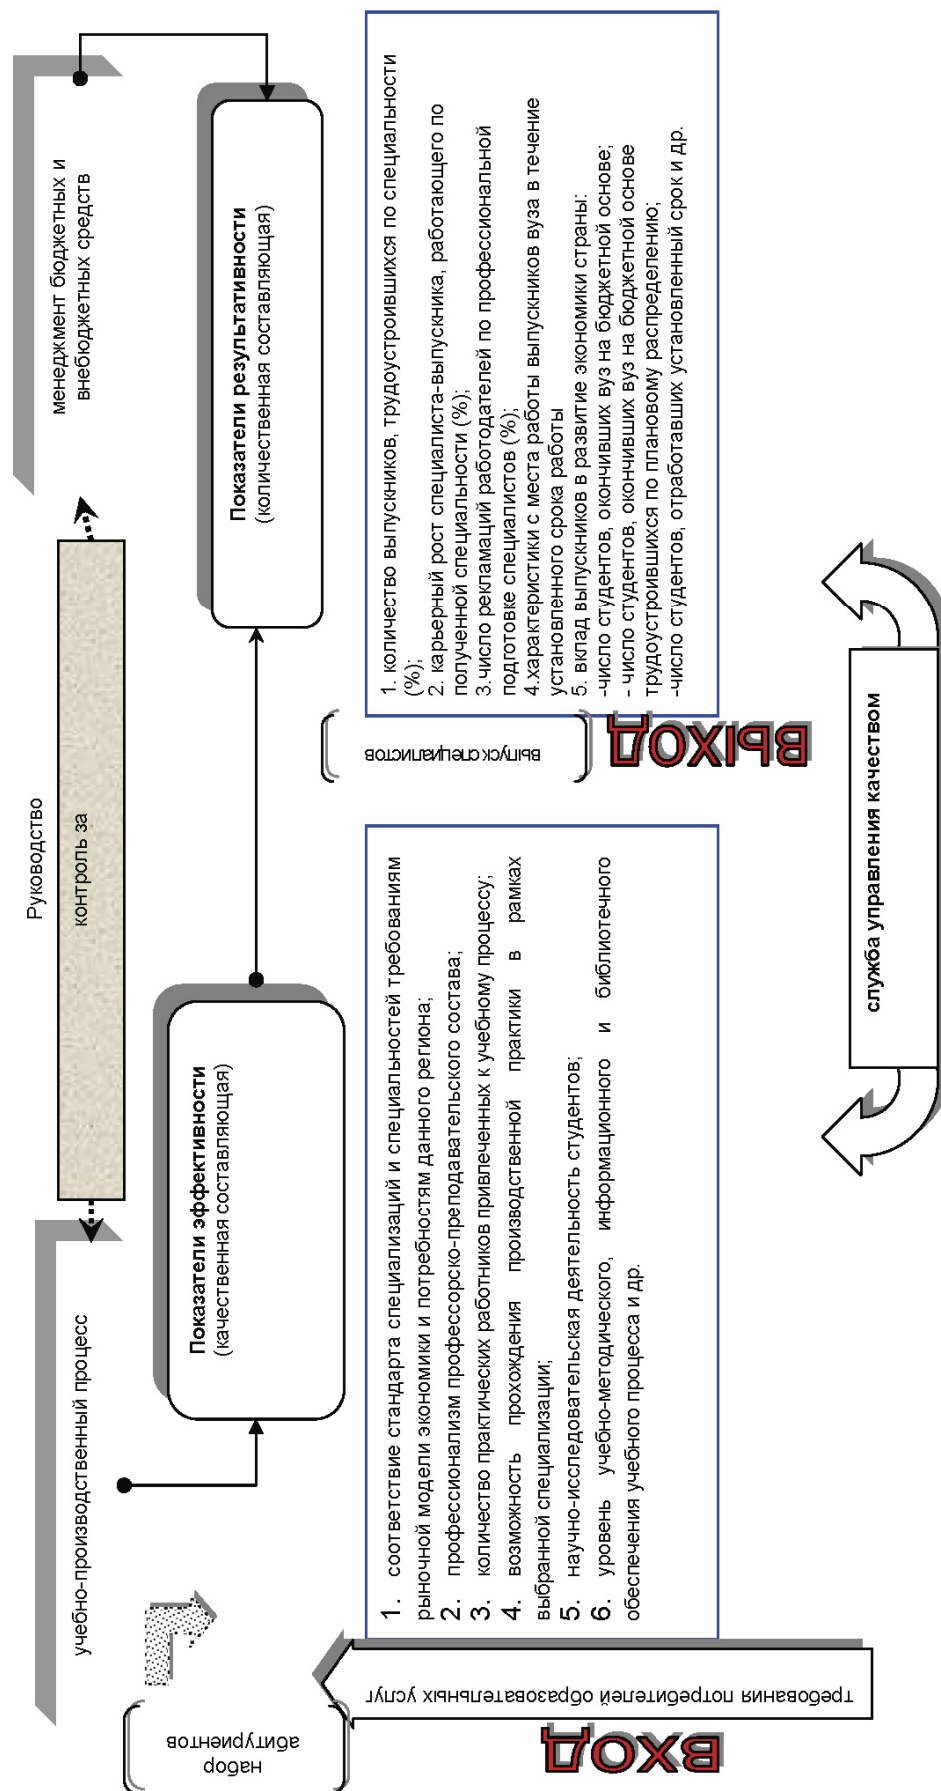 Руководство
контроль за
учебно-производственный процесс
менеджмент бюджетных и
внебюджетных средств
набор
абитуриентов
Показатели эффективности
(качественная составляющая)
Показатели результативности
(количественная составляющая)
требования потребителей образовательных услуг
ВХОД
1. соответствие стандарта специализаций и специальностей требованиям
рыночной модели экономики и потребностям данного региона;
2. профессионализм профессорско-преподавательского состава;
3. количество практических работников привлеченных к учебному процессу;
4. возможность прохождения производственной практики в рамках
выбранной специализации;
5. научно-исследовательская деятельность студентов;
6. уровень учебно-методического, информационного и библиотечного
обеспечения учебного процесса и др.
выпуск специалистов
ВЫХОД
1. количество выпускников, трудоустроившихся по специальности
(%);
2. карьерный рост специалиста-выпускника, работающего по
полученной специальности (%);
3.число рекламаций работодателей по профессиональной
подготовке специалистов (%);
4.характеристики с места работы выпускников вуза в течение
установленного срока работы
5. вклад выпускников в развитие экономики страны:
-число студентов, окончивших вуз на бюджетной основе;
- число студентов, окончивших вуз на бюджетной основе
трудоустроившихся по плановому распределению;
-число студентов, отработавших установленный срок и др.
служба управления качеством